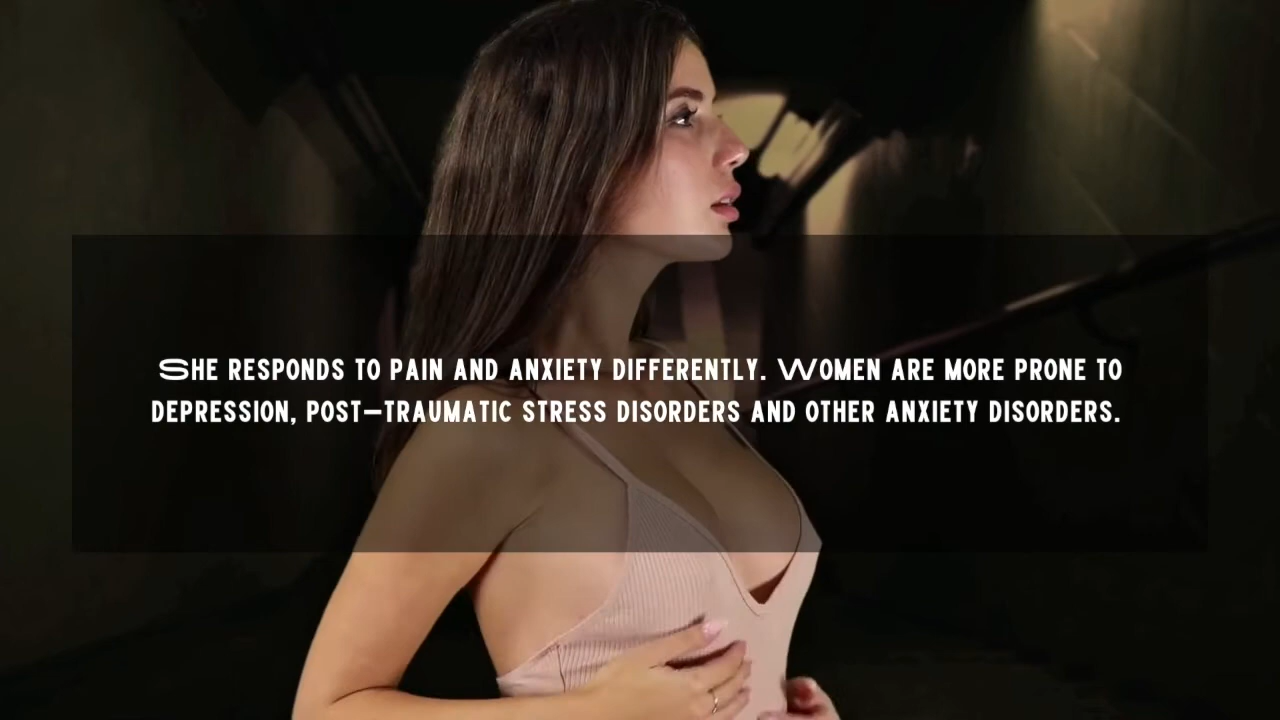 She responds to pain and anxiety differently. Women are more prone to
depression, post-traumatic stress disorders and other anxiety disorders.